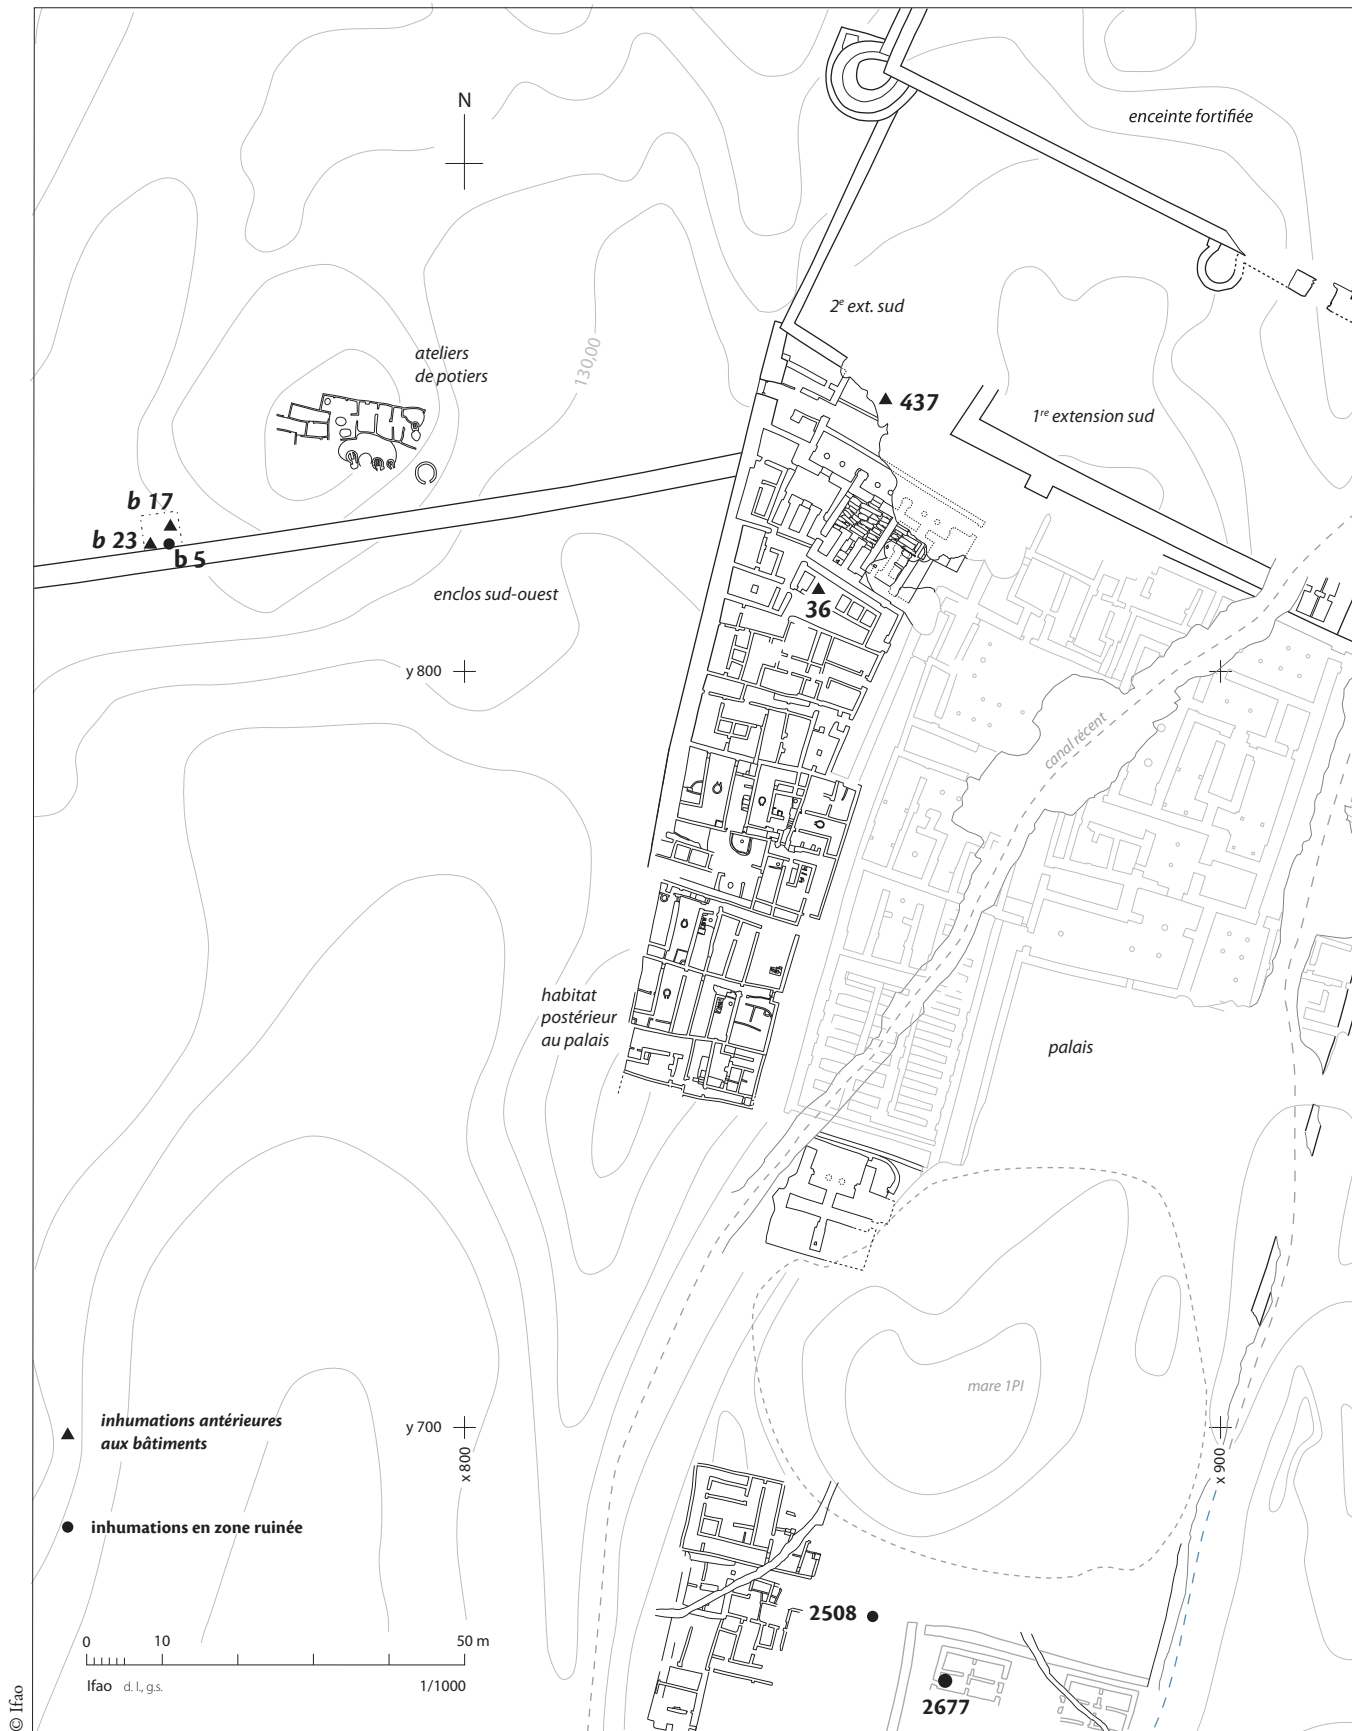 N
enceinte fortifiée
2e ext. sud
ateliers
de potiers
130,00
437
1re extension sud
b 17
b 23
b 5
enclos sud-ouest
36
y 800
canal récent
habitat
postérieur
au palais
palais
mare 1PI
inhumations antérieures
aux bâtiments
y 700
x 800
x 900
inhumations en zone ruinée
2508
0 10 50 m
Ifao d. l., g.s. 1/1000
2677
© Ifao